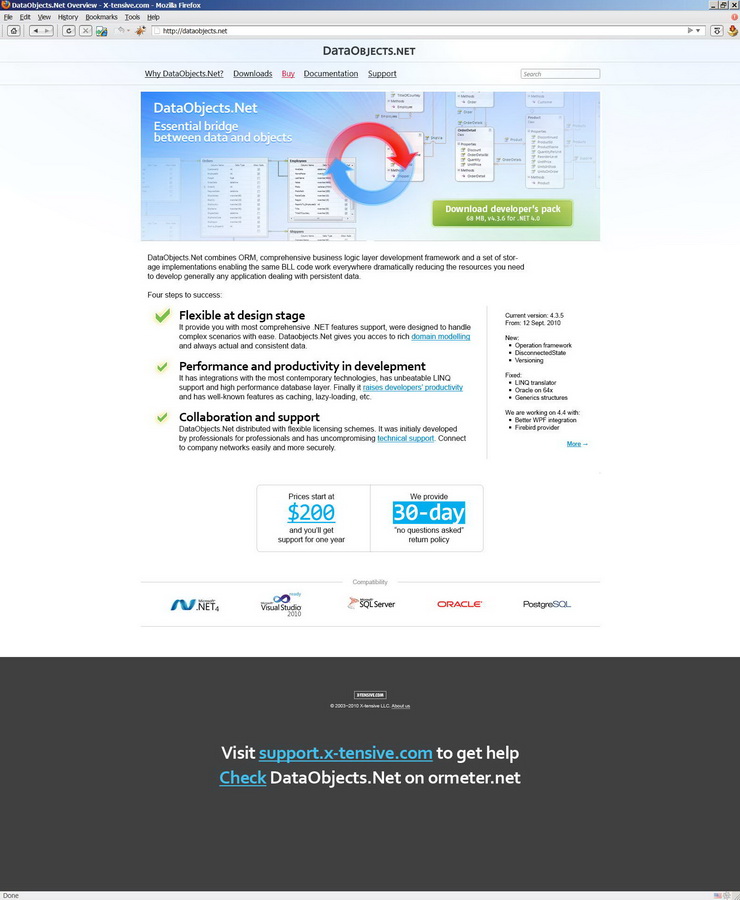 DataObjects.Net Overview - X-tensive.com - Mozilla Firefox
File Edit View History Bookmarks Tools Help
http://dataobjects.net
DATAOBJECTS.NET
Why DataObjects.Net? Downloads Buy Documentation Support
Search
DataObjects.Net
Essential bridge
between data and objects
Download developer's pack
68 MB, v4.3.6 for .NET 4.0
DataObjects.Net combines ORM, comprehensive business logic layer development framework and a set of stor-
age implementations enabling the same BLL code work everywhere dramatically reducing the resources you need
to develop generally any application dealing with persistent data.
Four steps to success:
Flexible at design stage
It provide you with most comprehensive .NET features support, were designed to handle
complex scenarios with ease. Dataobjects.Net gives you acces to rich domain modelling
and always actual and consistent data.
Performance and productivity in development
It has integrations with the most contemporary technologies, has unbeatable LINQ
support and high performance database layer. Finally it raises developers' productivity
and has well-known features as caching, lazy-loading, etc.
Collaboration and support
DataObjects.Net distributed with flexible licensing schemes. It was initialy developed
by professionals for professionals and has uncompromising technical support. Connect
to company networks easily and more securely.
Current version: 4.3.5
From: 12 Sept. 2010
New:
Operation framework
DisconnectedState
Versioning
Fixed:
LINQ translator
Oracle on 64x
Generics structures
We are working on 4.4 with:
Better WPF integration
Firebird provider
More →
Prices start at
$200
and you'll get
support for one year
We provide
30-day
"no questions asked"
return policy
Compatibility
Microsoft .NET4
Microsoft Visual Studio 2010 ready
Microsoft SQL Server
ORACLE
PostgreSQL
XTENSIVE.COM
© 2003–2010 X-tensive LLC. About us
Visit support.x-tensive.com to get help
Check DataObjects.Net on ormeter.net
Done